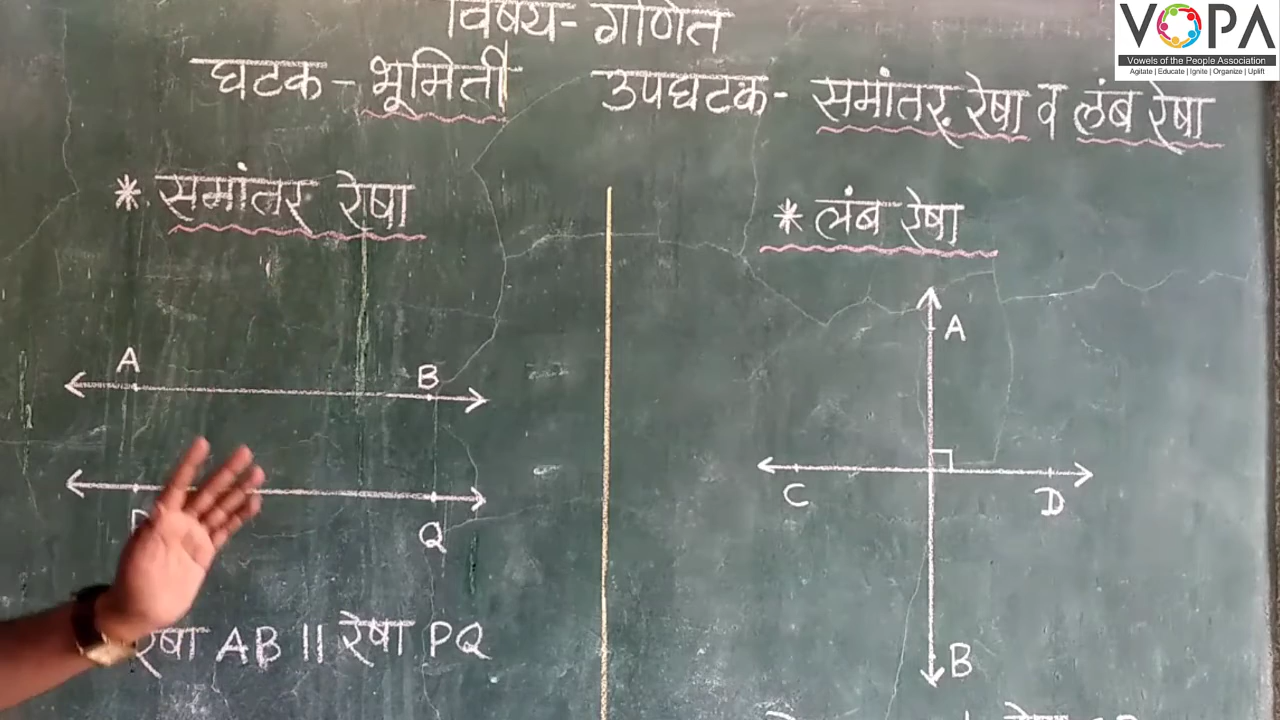 विषय- गणित
घटक - भूमिती उपघटक- समांतर रेषा व लंब रेषा
* समांतर रेषा
A
B
Q
रेषा AB || रेषा PQ
* लंब रेषा
A
C
D
B
VOPA
Vowels of the People Association
Agitate | Educate | Ignite | Organize | Uplift